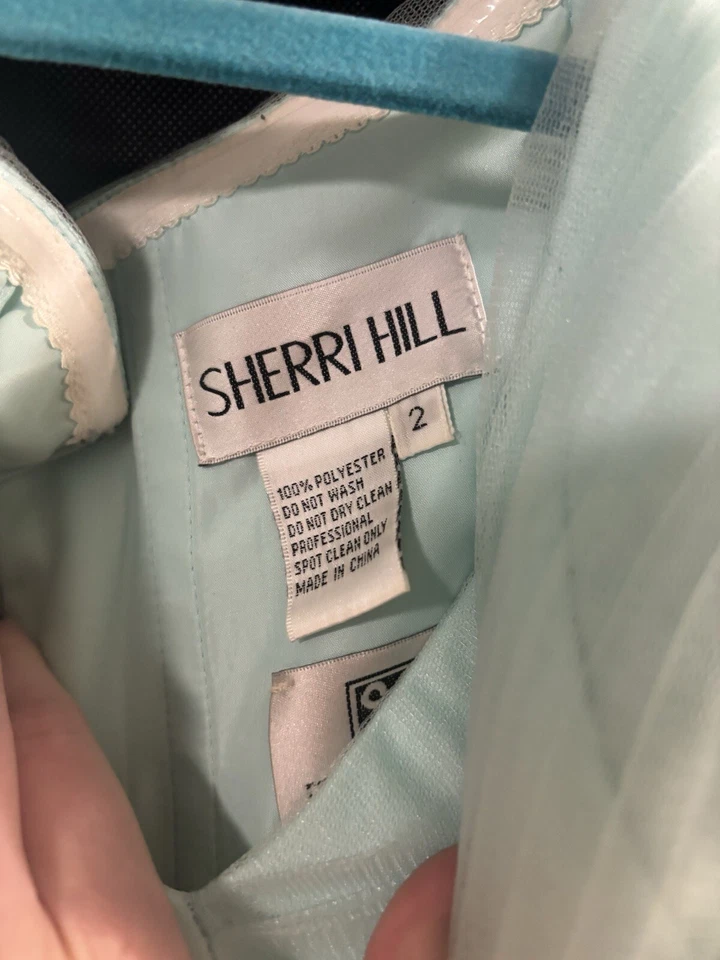 SHERRI HILL
2
100% POLYESTER
DO NOT WASH
DO NOT DRY CLEAN
PROFESSIONAL
SPOT CLEAN ONLY
MADE IN CHINA